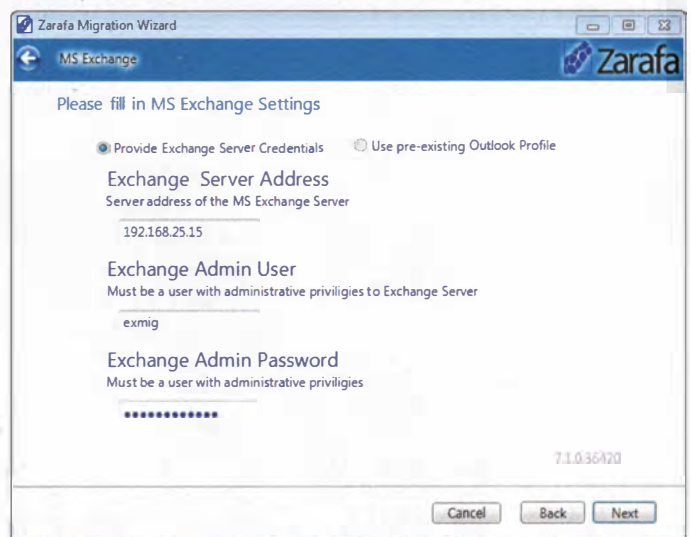 Zarafa Migration Wizard
MS Exchange
Zarafa
Please fill in MS Exchange Settings
Provide Exchange Server Credentials Use pre-existing Outlook Profile
Exchange Server Address
Server address of the MS Exchange Server
192.168.25.15
Exchange Admin User
Must be a user with administrative priviligies to Exchange Server
exmig
Exchange Admin Password
Must be a user with administrative priviligies
••••••••••••
7.1.0.36420
Cancel Back Next